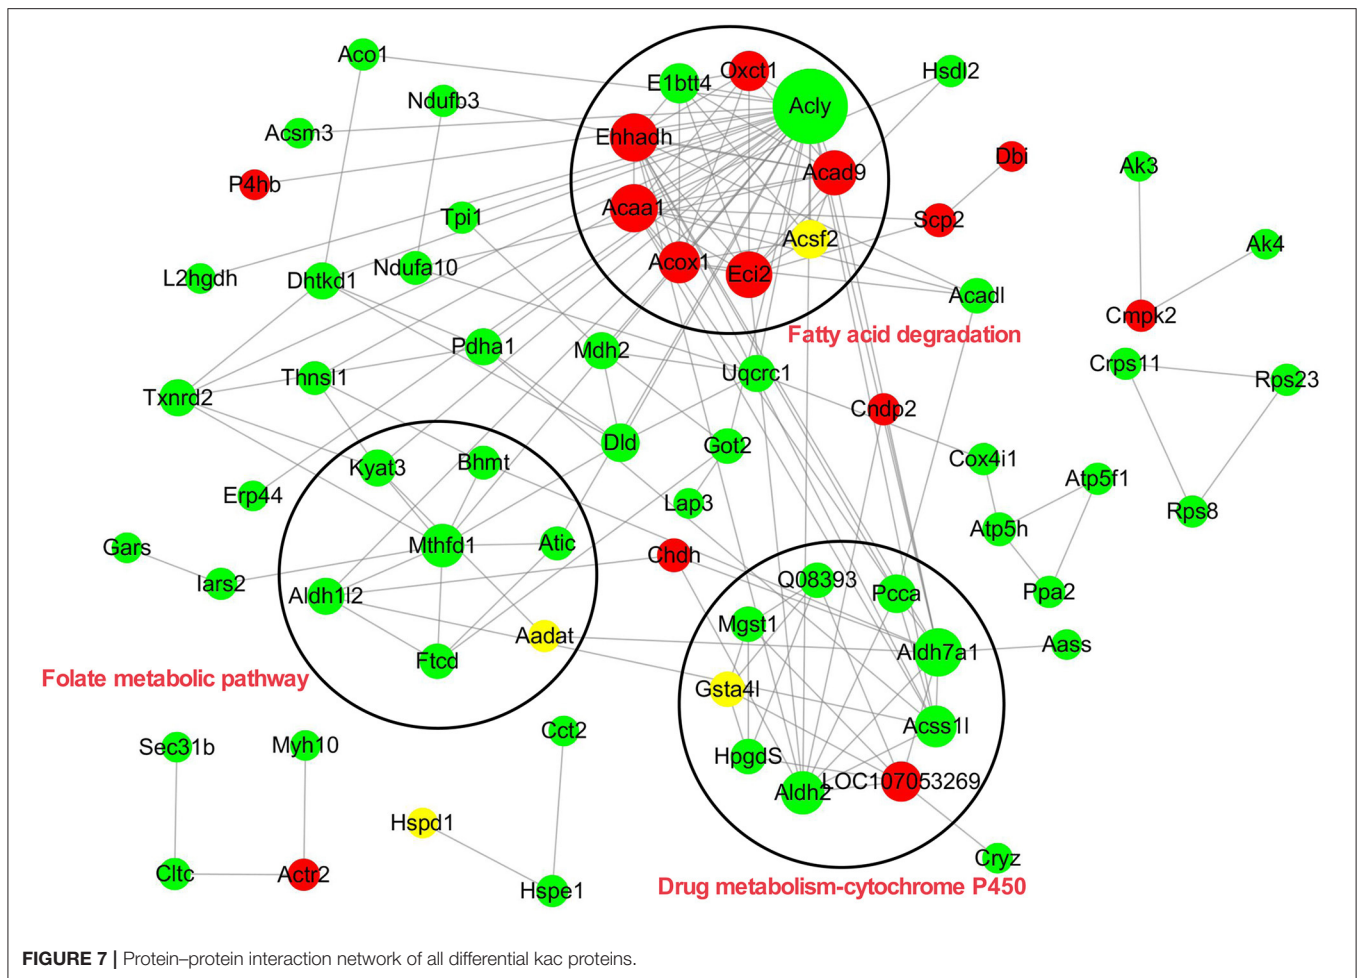 Aco1
E1btt4
Oxct1
Hsdl2
Ndufb3
Acly
Acsm3
Ehhadh
Dbi
Ak3
P4hb
Acad9
Tpi1
Acaa1
Scp2
Acsf2
Ak4
L2hgdh
Dhtkd1
Ndufa10
Acox1
Eci2
Acadl
Cmpk2
Fatty acid degradation
Pdha1
Mdh2
Uqcrc1
Crps11
Rps23
Thnsl1
Txnrd2
Cndp2
Dld
Got2
Kyat3
Bhmt
Cox4i1
Atp5f1
Erp44
Lap3
Rps8
Atp5h
Gars
Mthfd1
Atic
Chdh
Iars2
Aldh1l2
Q08393
Pcca
Ppa2
Mgst1
Aadat
Aldh7a1
Aass
Ftcd
Folate metabolic pathway
Gsta4l
Acss1l
Sec31b
Myh10
Cct2
HpgdS
Aldh2
LOC107053269
Hspd1
Cryz
Cltc
Actr2
Hspe1
Drug metabolism-cytochrome P450
FIGURE 7 | Protein–protein interaction network of all differential kac proteins.